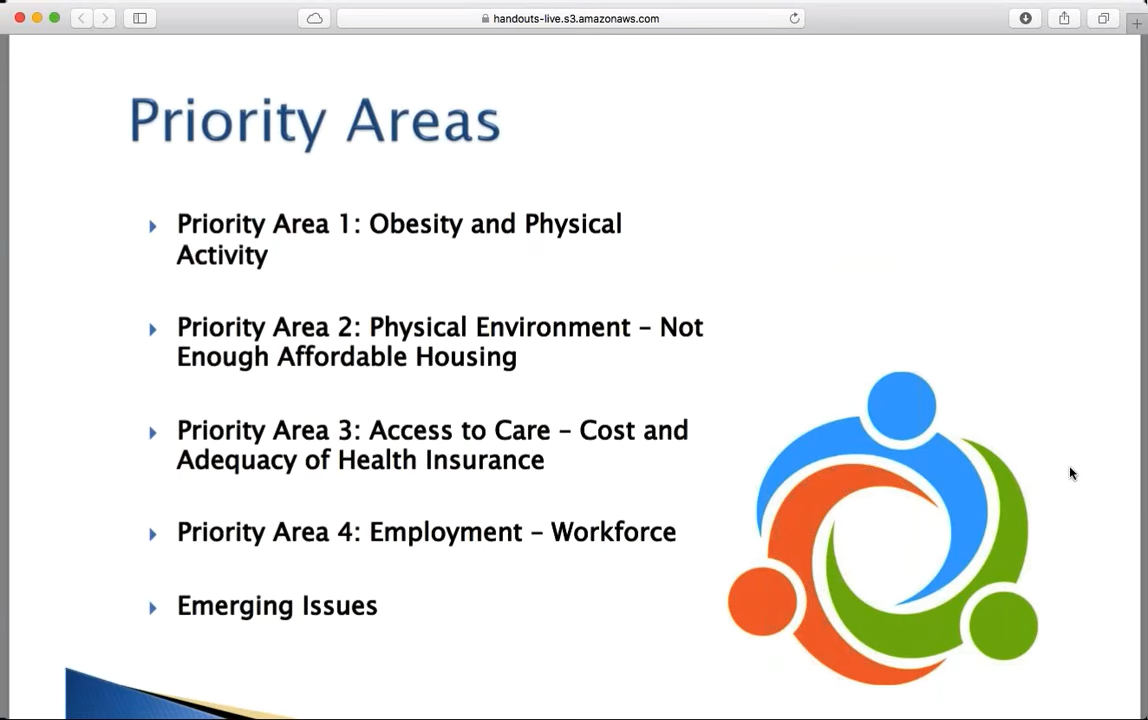 handouts-live.s3.amazonaws.com
Priority Areas
Priority Area 1: Obesity and Physical
Activity
Priority Area 2: Physical Environment – Not
Enough Affordable Housing
Priority Area 3: Access to Care – Cost and
Adequacy of Health Insurance
Priority Area 4: Employment – Workforce
Emerging Issues